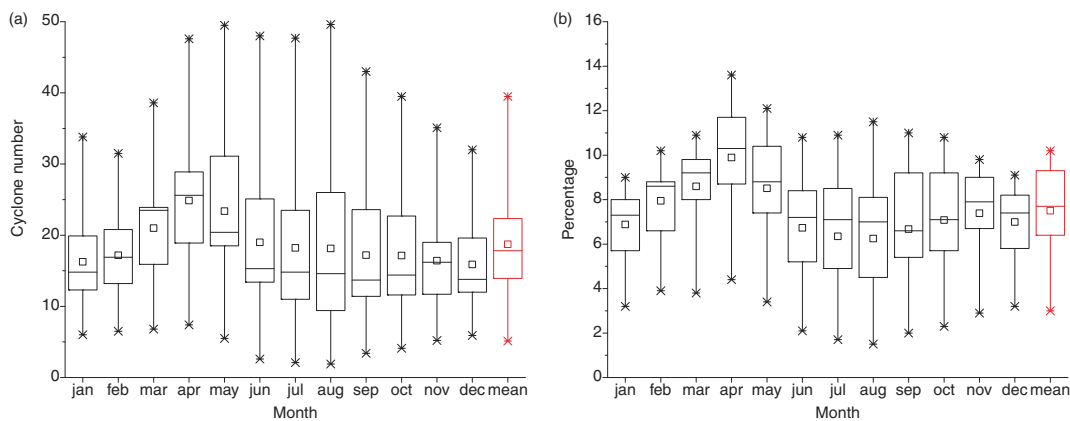 (a)
50
40
30
20
10
0
Cyclone number
jan feb mar apr may jun jul aug sep oct nov dec mean
Month
(b)
16
14
12
10
8
6
4
2
0
Percentage
jan feb mar apr may jun jul aug sep oct nov dec mean
Month